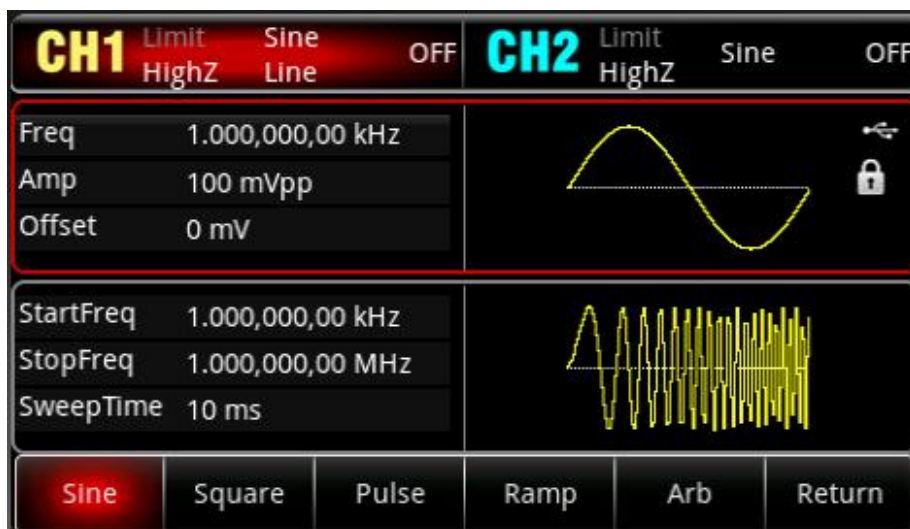 CH1 Limit Sine OFF CH2 Limit Sine OFF
HighZ Line HighZ
Freq 1.000,000,00 kHz
Amp 100 mVpp
Offset 0 mV
StartFreq 1.000,000,00 kHz
StopFreq 1.000,000,00 MHz
SweepTime 10 ms
Sine Square Pulse Ramp Arb Return